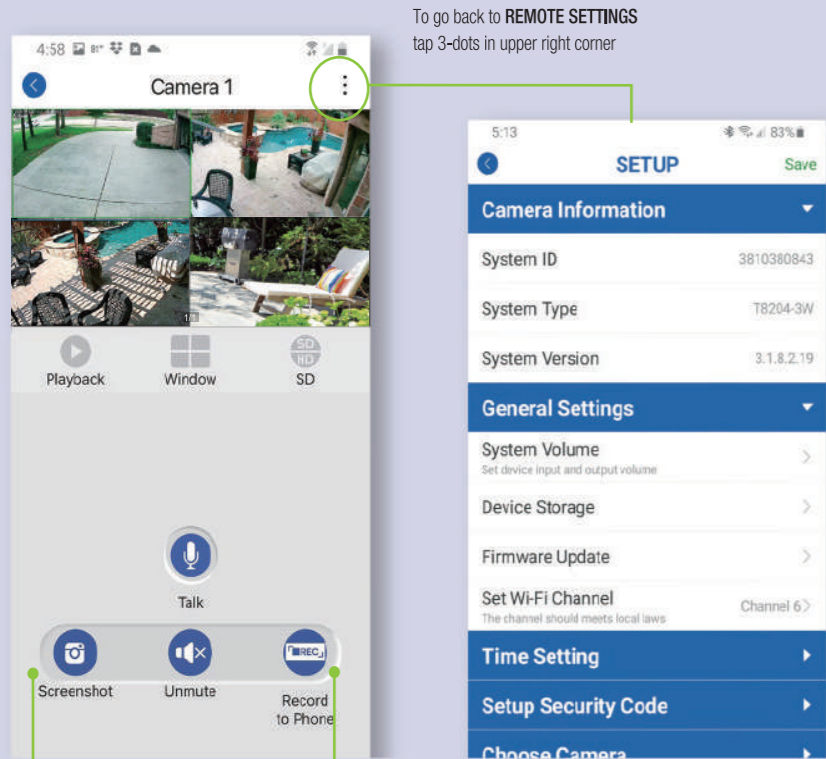 To go back to REMOTE SETTINGS
tap 3-dots in upper right corner
4:58
Camera 1
1/1
Playback
Window
SD
HD
SD
Talk
Screenshot
Unmute
REC
Record
to Phone
5:13
83%
SETUP
Save
Camera Information
System ID
3810380843
System Type
T8204-3W
System Version
3.1.8.2.19
General Settings
System Volume
Set device input and output volume
Device Storage
Firmware Update
Set Wi-Fi Channel
Channel 6
The channel should meets local laws
Time Setting
Setup Security Code
Choose Camera